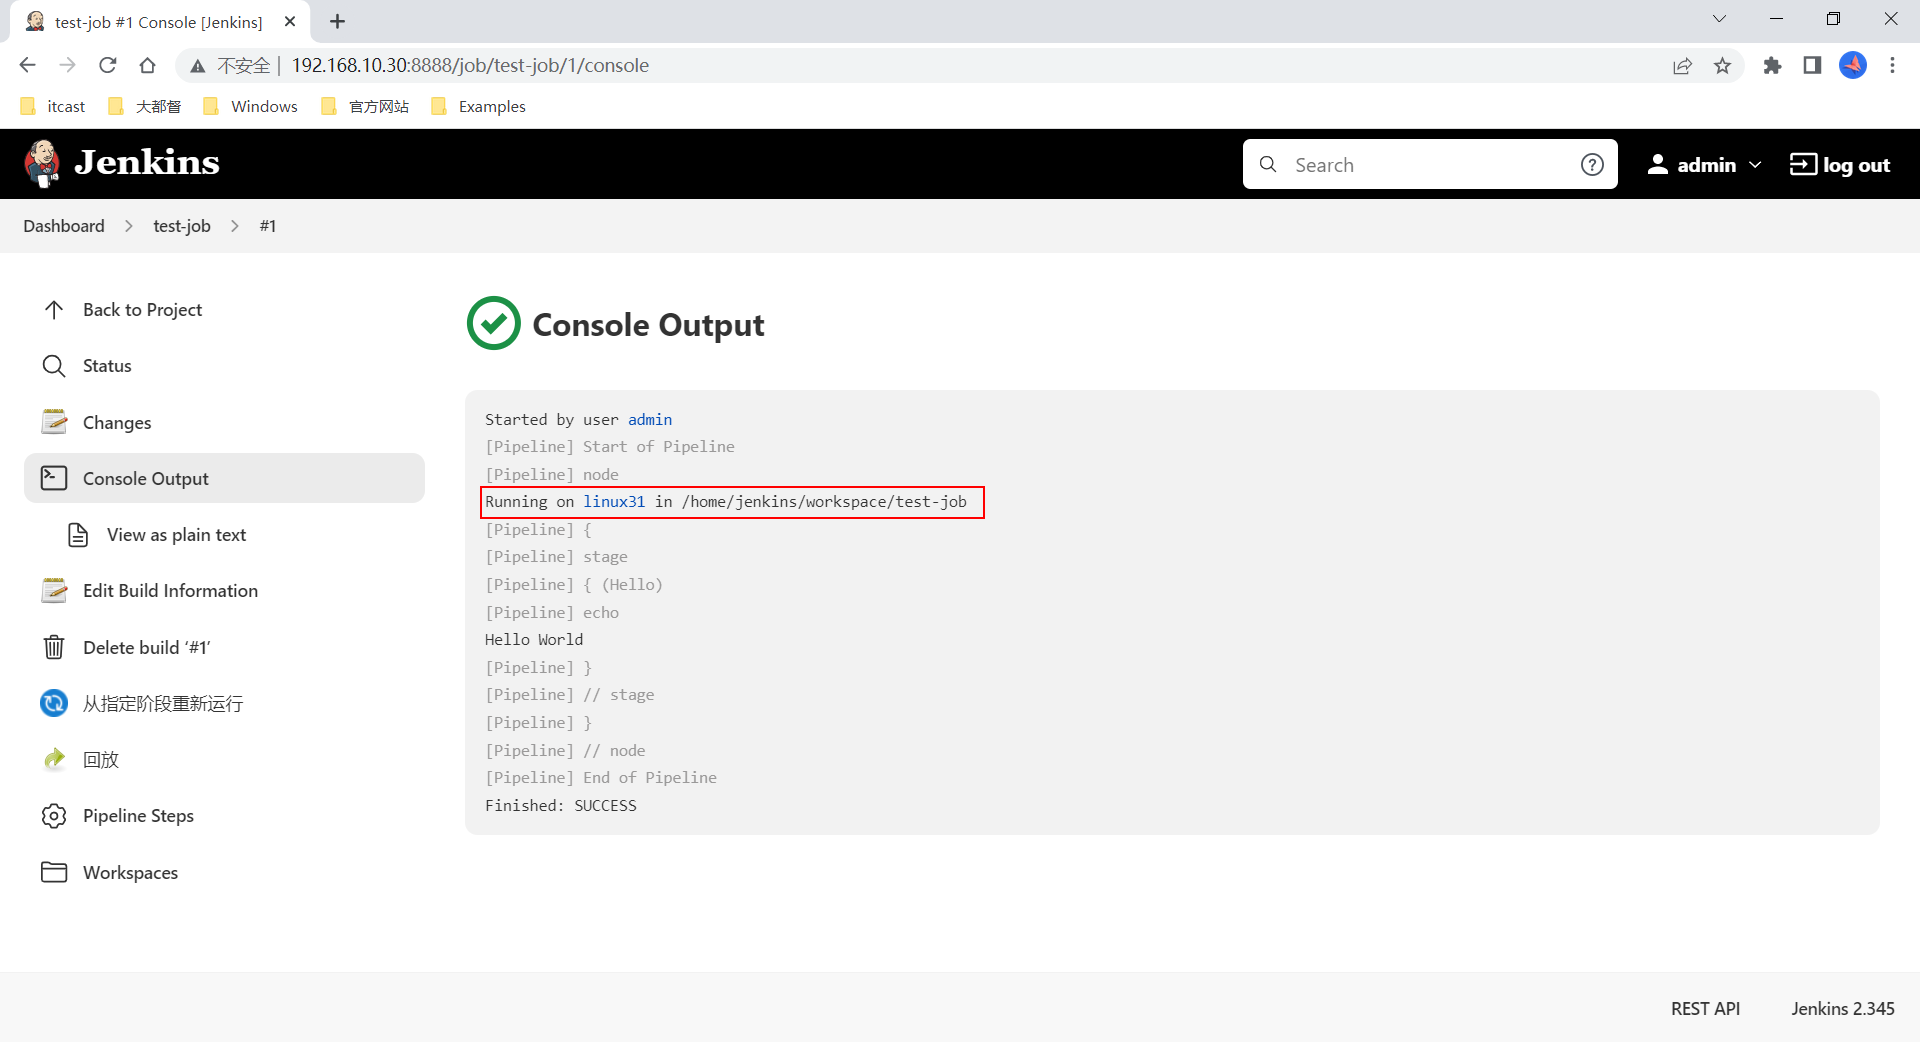 test-job #1 Console [Jenkins]
不安全 | 192.168.10.30:8888/job/test-job/1/console
itcast 大都督 Windows 官方网站 Examples
Jenkins Search admin log out
Dashboard test-job #1
Back to Project
Status
Changes
Console Output
View as plain text
Edit Build Information
Delete build ‘#1’
从指定阶段重新运行
回放
Pipeline Steps
Workspaces
Console Output
Started by user admin
[Pipeline] Start of Pipeline
[Pipeline] node
Running on linux31 in /home/jenkins/workspace/test-job
[Pipeline] {
[Pipeline] stage
[Pipeline] { (Hello)
[Pipeline] echo
Hello World
[Pipeline] }
[Pipeline] // stage
[Pipeline] }
[Pipeline] // node
[Pipeline] End of Pipeline
Finished: SUCCESS
REST API Jenkins 2.345